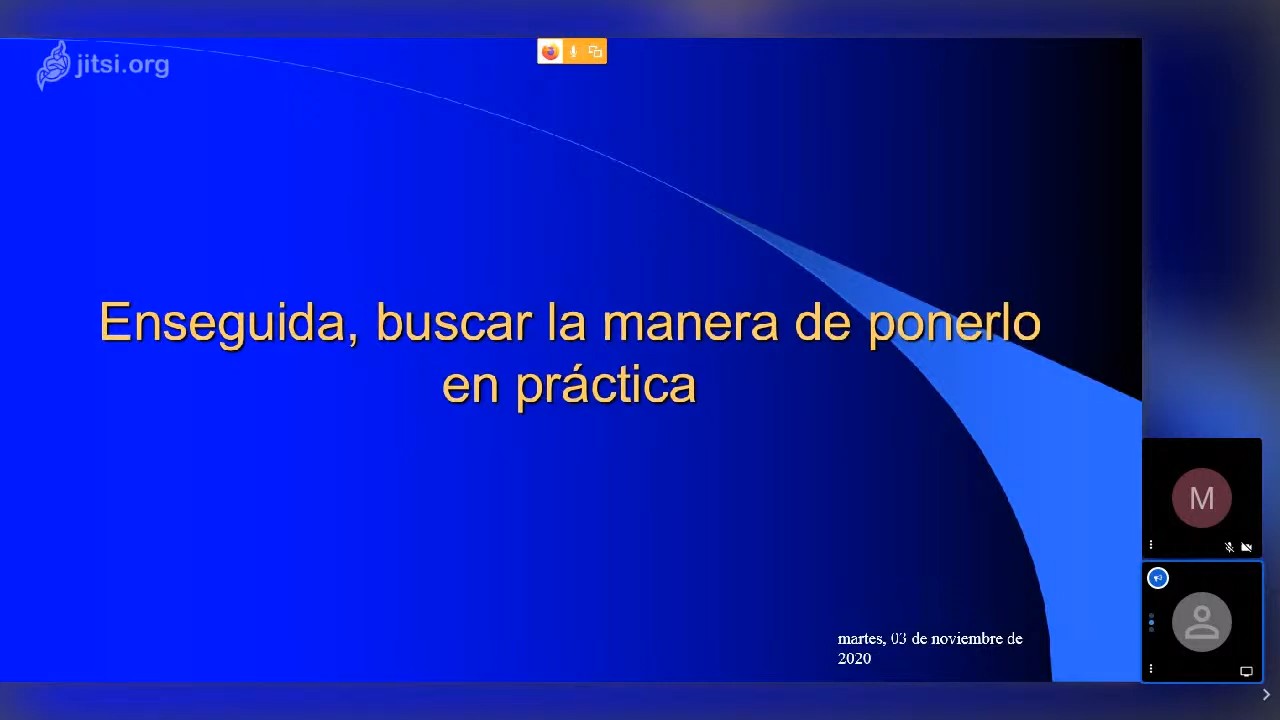 jitsi.org
Enseguida, buscar la manera de ponerlo
en práctica
M
martes, 03 de noviembre de
2020